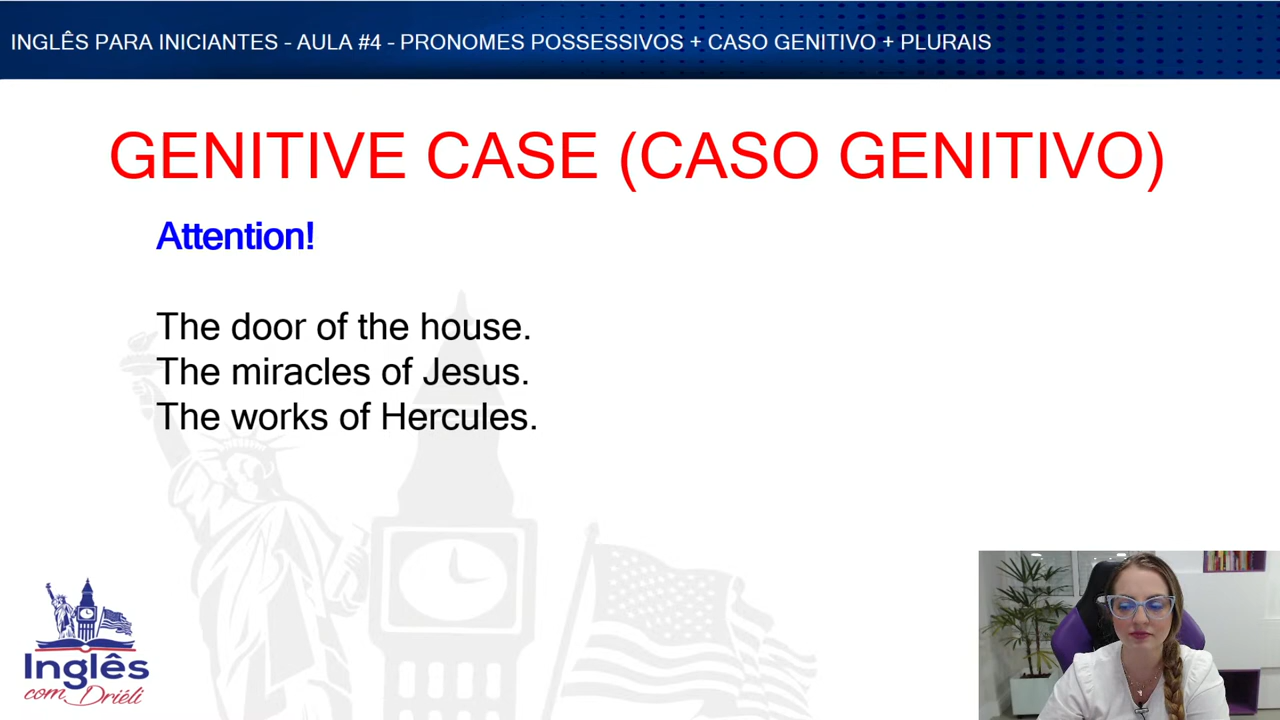 INGLÊS PARA INICIANTES - AULA #4 - PRONOMES POSSESSIVOS + CASO GENITIVO + PLURAIS
GENITIVE CASE (CASO GENITIVO)
Attention!
The door of the house.
The miracles of Jesus.
The works of Hercules.
Inglês
com Driéli